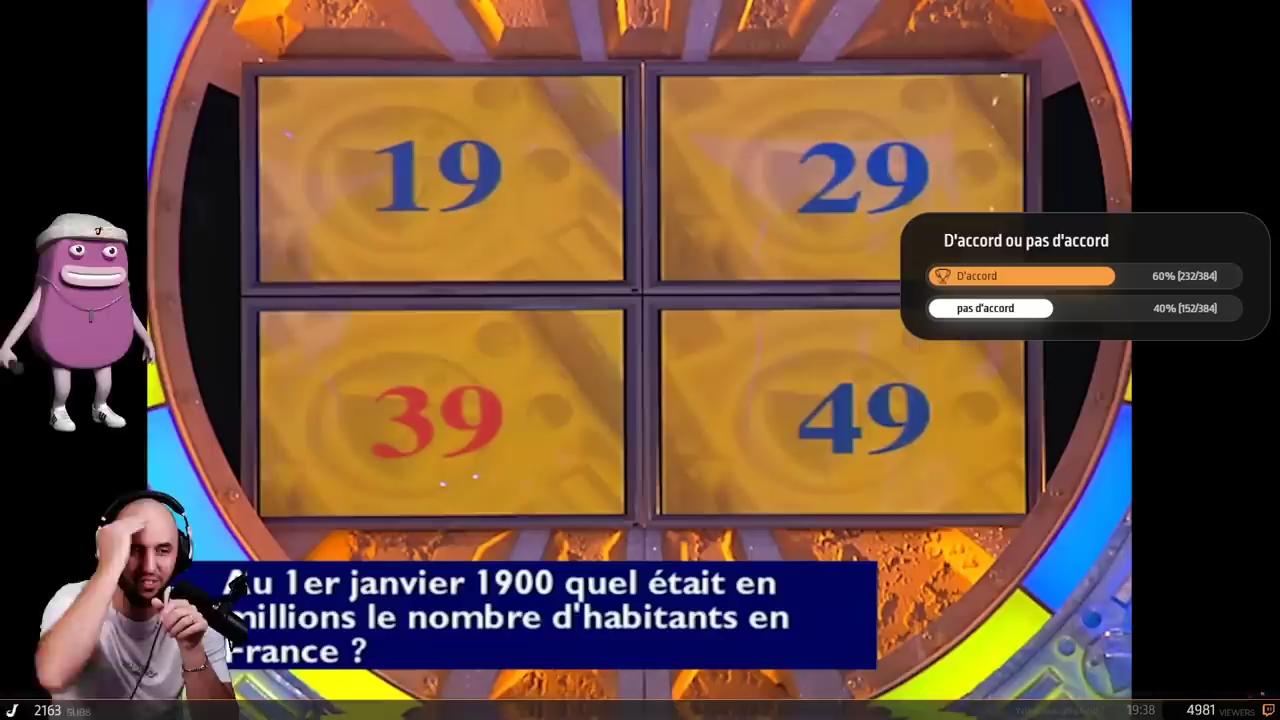 19
29
39
49
D'accord ou pas d'accord
D'accord
60% [232/384]
pas d'accord
40% [152/384]
Au 1er janvier 1900 quel était en
millions le nombre d'habitants en
France ?
2163 SUBS
19:38
4981 VIEWERS